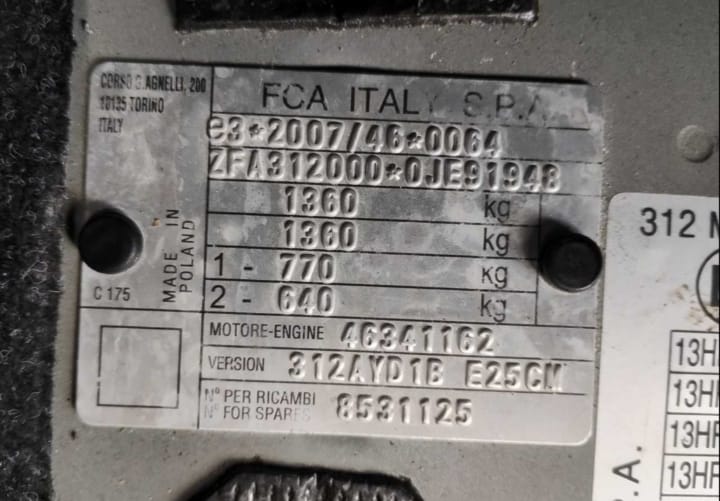 CORSO G. AGNELLI, 200
10135 TORINO
ITALY
FCA ITALY S.P.A.
e3*2007/46*0064
ZFA312000*0JE91948
1360 kg
1360 kg
1 - 770 kg
2 - 640 kg
MADE IN
POLAND
C 175
MOTORE-ENGINE 46341162
VERSION 312AYD1B E25CM
N° PER RICAMBI
N° FOR SPARES 8531125
312
13H
13H
13HF
13HF
.A.